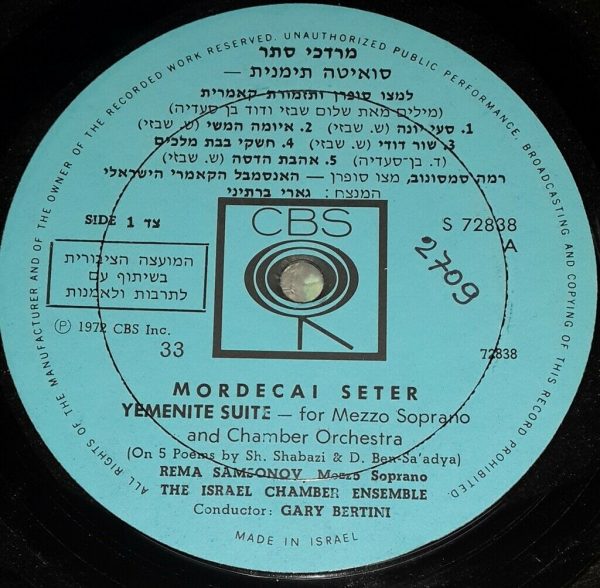 ALL RIGHTS OF THE MANUFACTURER AND OF THE OWNER OF THE RECORDED WORK RESERVED. UNAUTHORIZED PUBLIC PERFORMANCE, BROADCASTING AND COPYING OF THIS RECORD PROHIBITED.
מרדכי סתר
סואיטה תימנית –
למצו סופרן ותזמורת קאמרית
(מילים מאת שלום שבזי ודוד בן סעדיה)
1. סעי יונה (ש. שבזי) 2. איומה המשי (ש. שבזי)
3. שור דודי (ש. שבזי) 4. חשקי בבת מלכים
(ד. בן-סעדיה) 5. אהבת הדסה (ש. שבזי)
רמה סמסונוב, מצו סופרן – האנסמבל הקאמרי הישראלי
המנצח: גארי ברתיני
SIDE 1 צד
CBS
S 72838
A
2709
המועצה הציבורית
בשיתוף עם
לתרבות ולאמנות
Ⓟ 1972 CBS Inc.
33
72838
MORDECAI SETER
YEMENITE SUITE — for Mezzo Soprano
and Chamber Orchestra
(On 5 Poems by Sh. Shabazi & D. Ben-Sa'adya)
REMA SAMSONOV Mezzo Soprano
THE ISRAEL CHAMBER ENSEMBLE
Conductor: GARY BERTINI
MADE IN ISRAEL